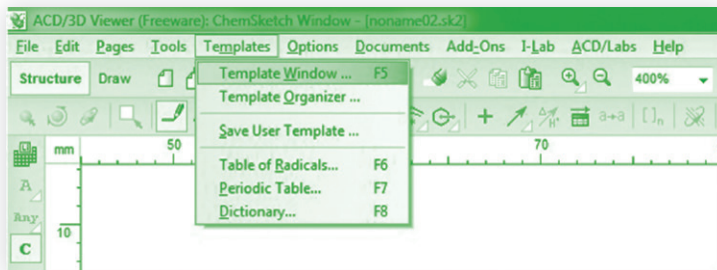 ACD/3D Viewer (Freeware): ChemSketch Window - [noname02.sk2]
File Edit Pages Tools Templates Options Documents Add-Ons I-Lab ACD/Labs Help
Structure Draw 400%
Template Window ... F5
Template Organizer ...
Save User Template ...
Table of Radicals... F6
Periodic Table... F7
Dictionary... F8
mm 50 70
A
Any
10
C